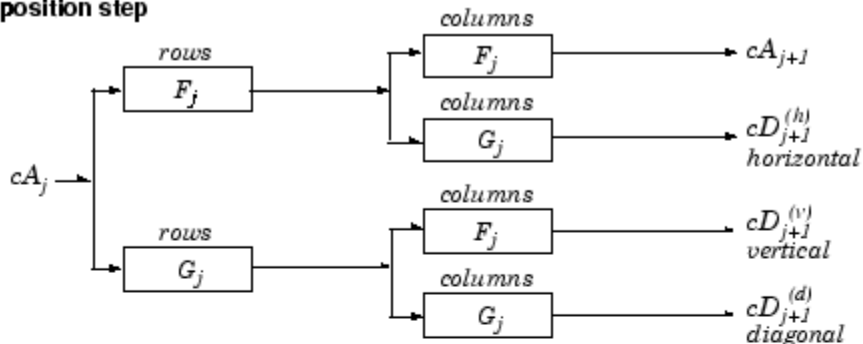 position step
columns
rows
F_j
cA_{j+1}
F_j
columns
G_j
cD_{j+1}^{(h)}
horizontal
cA_j
columns
rows
F_j
cD_{j+1}^{(v)}
vertical
G_j
columns
G_j
cD_{j+1}^{(d)}
diagonal